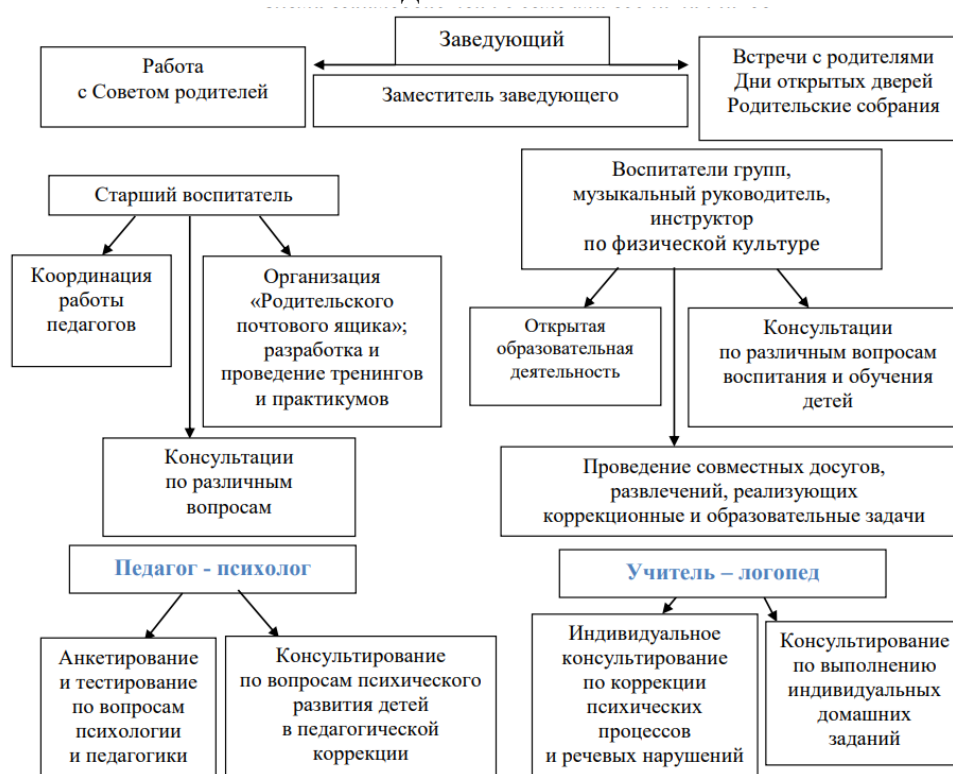 Заведующий
Работа
с Советом родителей
Заместитель заведующего
Встречи с родителями
Дни открытых дверей
Родительские собрания
Старший воспитатель
Воспитатели групп,
музыкальный руководитель,
инструктор
по физической культуре
Координация
работы
педагогов
Организация
«Родительского
почтового ящика»;
разработка и
проведение тренингов
и практикумов
Открытая
образовательная
деятельность
Консультации
по различным вопросам
воспитания и обучения
детей
Консультации
по различным
вопросам
Проведение совместных досугов,
развлечений, реализующих
коррекционные и образовательные задачи
Педагог - психолог
Учитель – логопед
Анкетирование
и тестирование
по вопросам
психологии
и педагогики
Консультирование
по вопросам психического
развития детей
в педагогической
коррекции
Индивидуальное
консультирование
по коррекции
психических
процессов
и речевых нарушений
Консультирование
по выполнению
индивидуальных
домашних
заданий